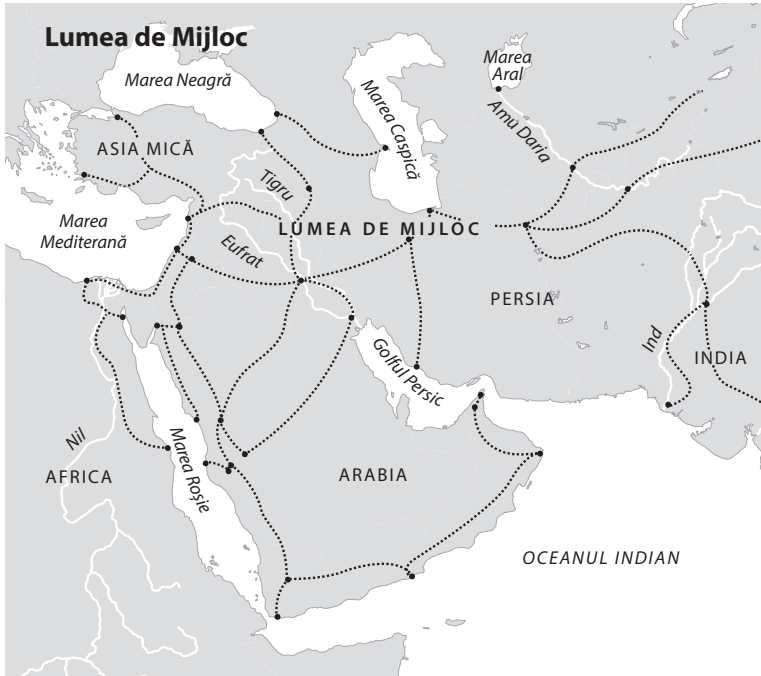 Lumea de Mijloc
Marea Neagră
Marea
Aral
Marea Caspică
Amu Daria
ASIA MICĂ
Tigru
Marea
Mediterană
LUMEA DE MIJLOC
Eufrat
PERSIA
Ind
INDIA
Golful Persic
Nil
Marea Roșie
AFRICA
ARABIA
OCEANUL INDIAN